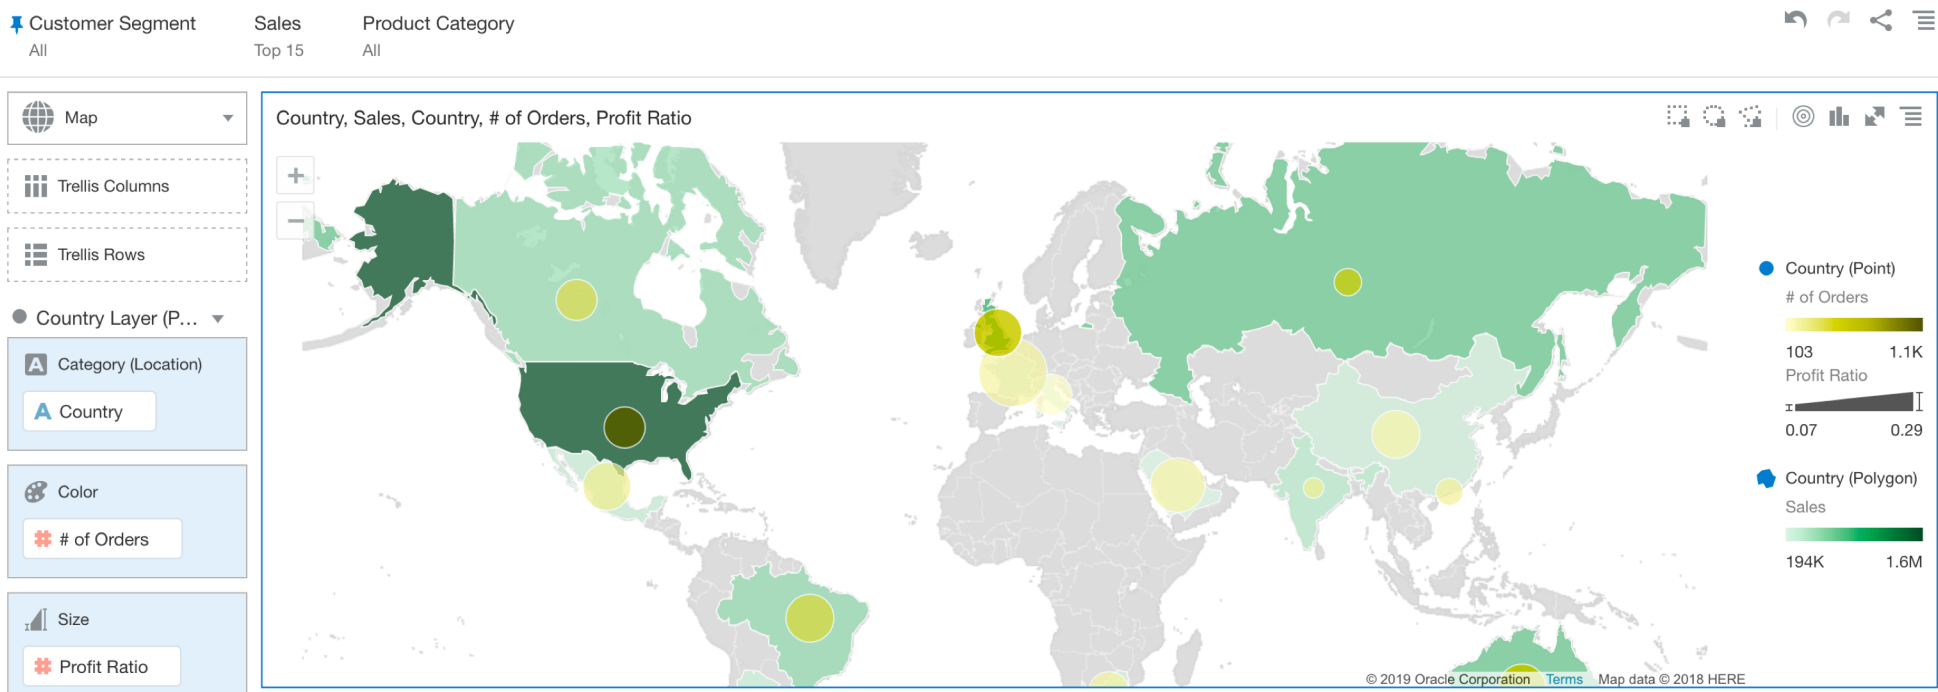 Customer Segment
All
Sales
Top 15
Product Category
All
Map
Trellis Columns
Trellis Rows
Country Layer (P...
Category (Location)
A Country
Color
# # of Orders
Size
# Profit Ratio
Country, Sales, Country, # of Orders, Profit Ratio
+
−
Country (Point)
# of Orders
103 1.1K
Profit Ratio
0.07 0.29
Country (Polygon)
Sales
194K 1.6M
© 2019 Oracle Corporation Terms Map data © 2018 HERE